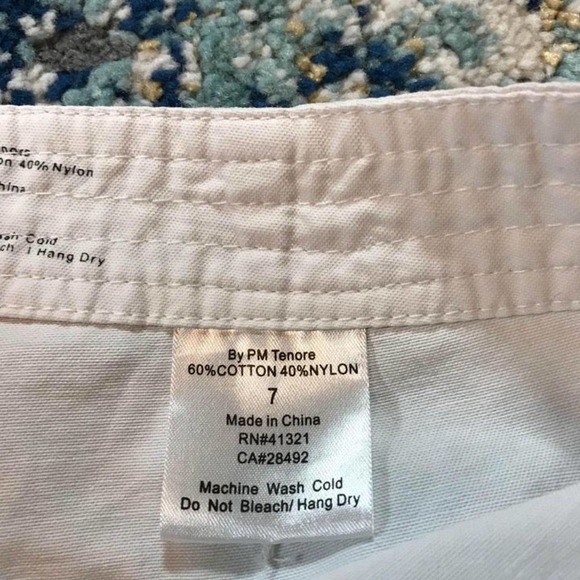 40% Nylon
Cold
/ Hang Dry
By PM Tenore
60%COTTON 40%NYLON
7
Made in China
RN#41321
CA#28492
Machine Wash Cold
Do Not Bleach/ Hang Dry